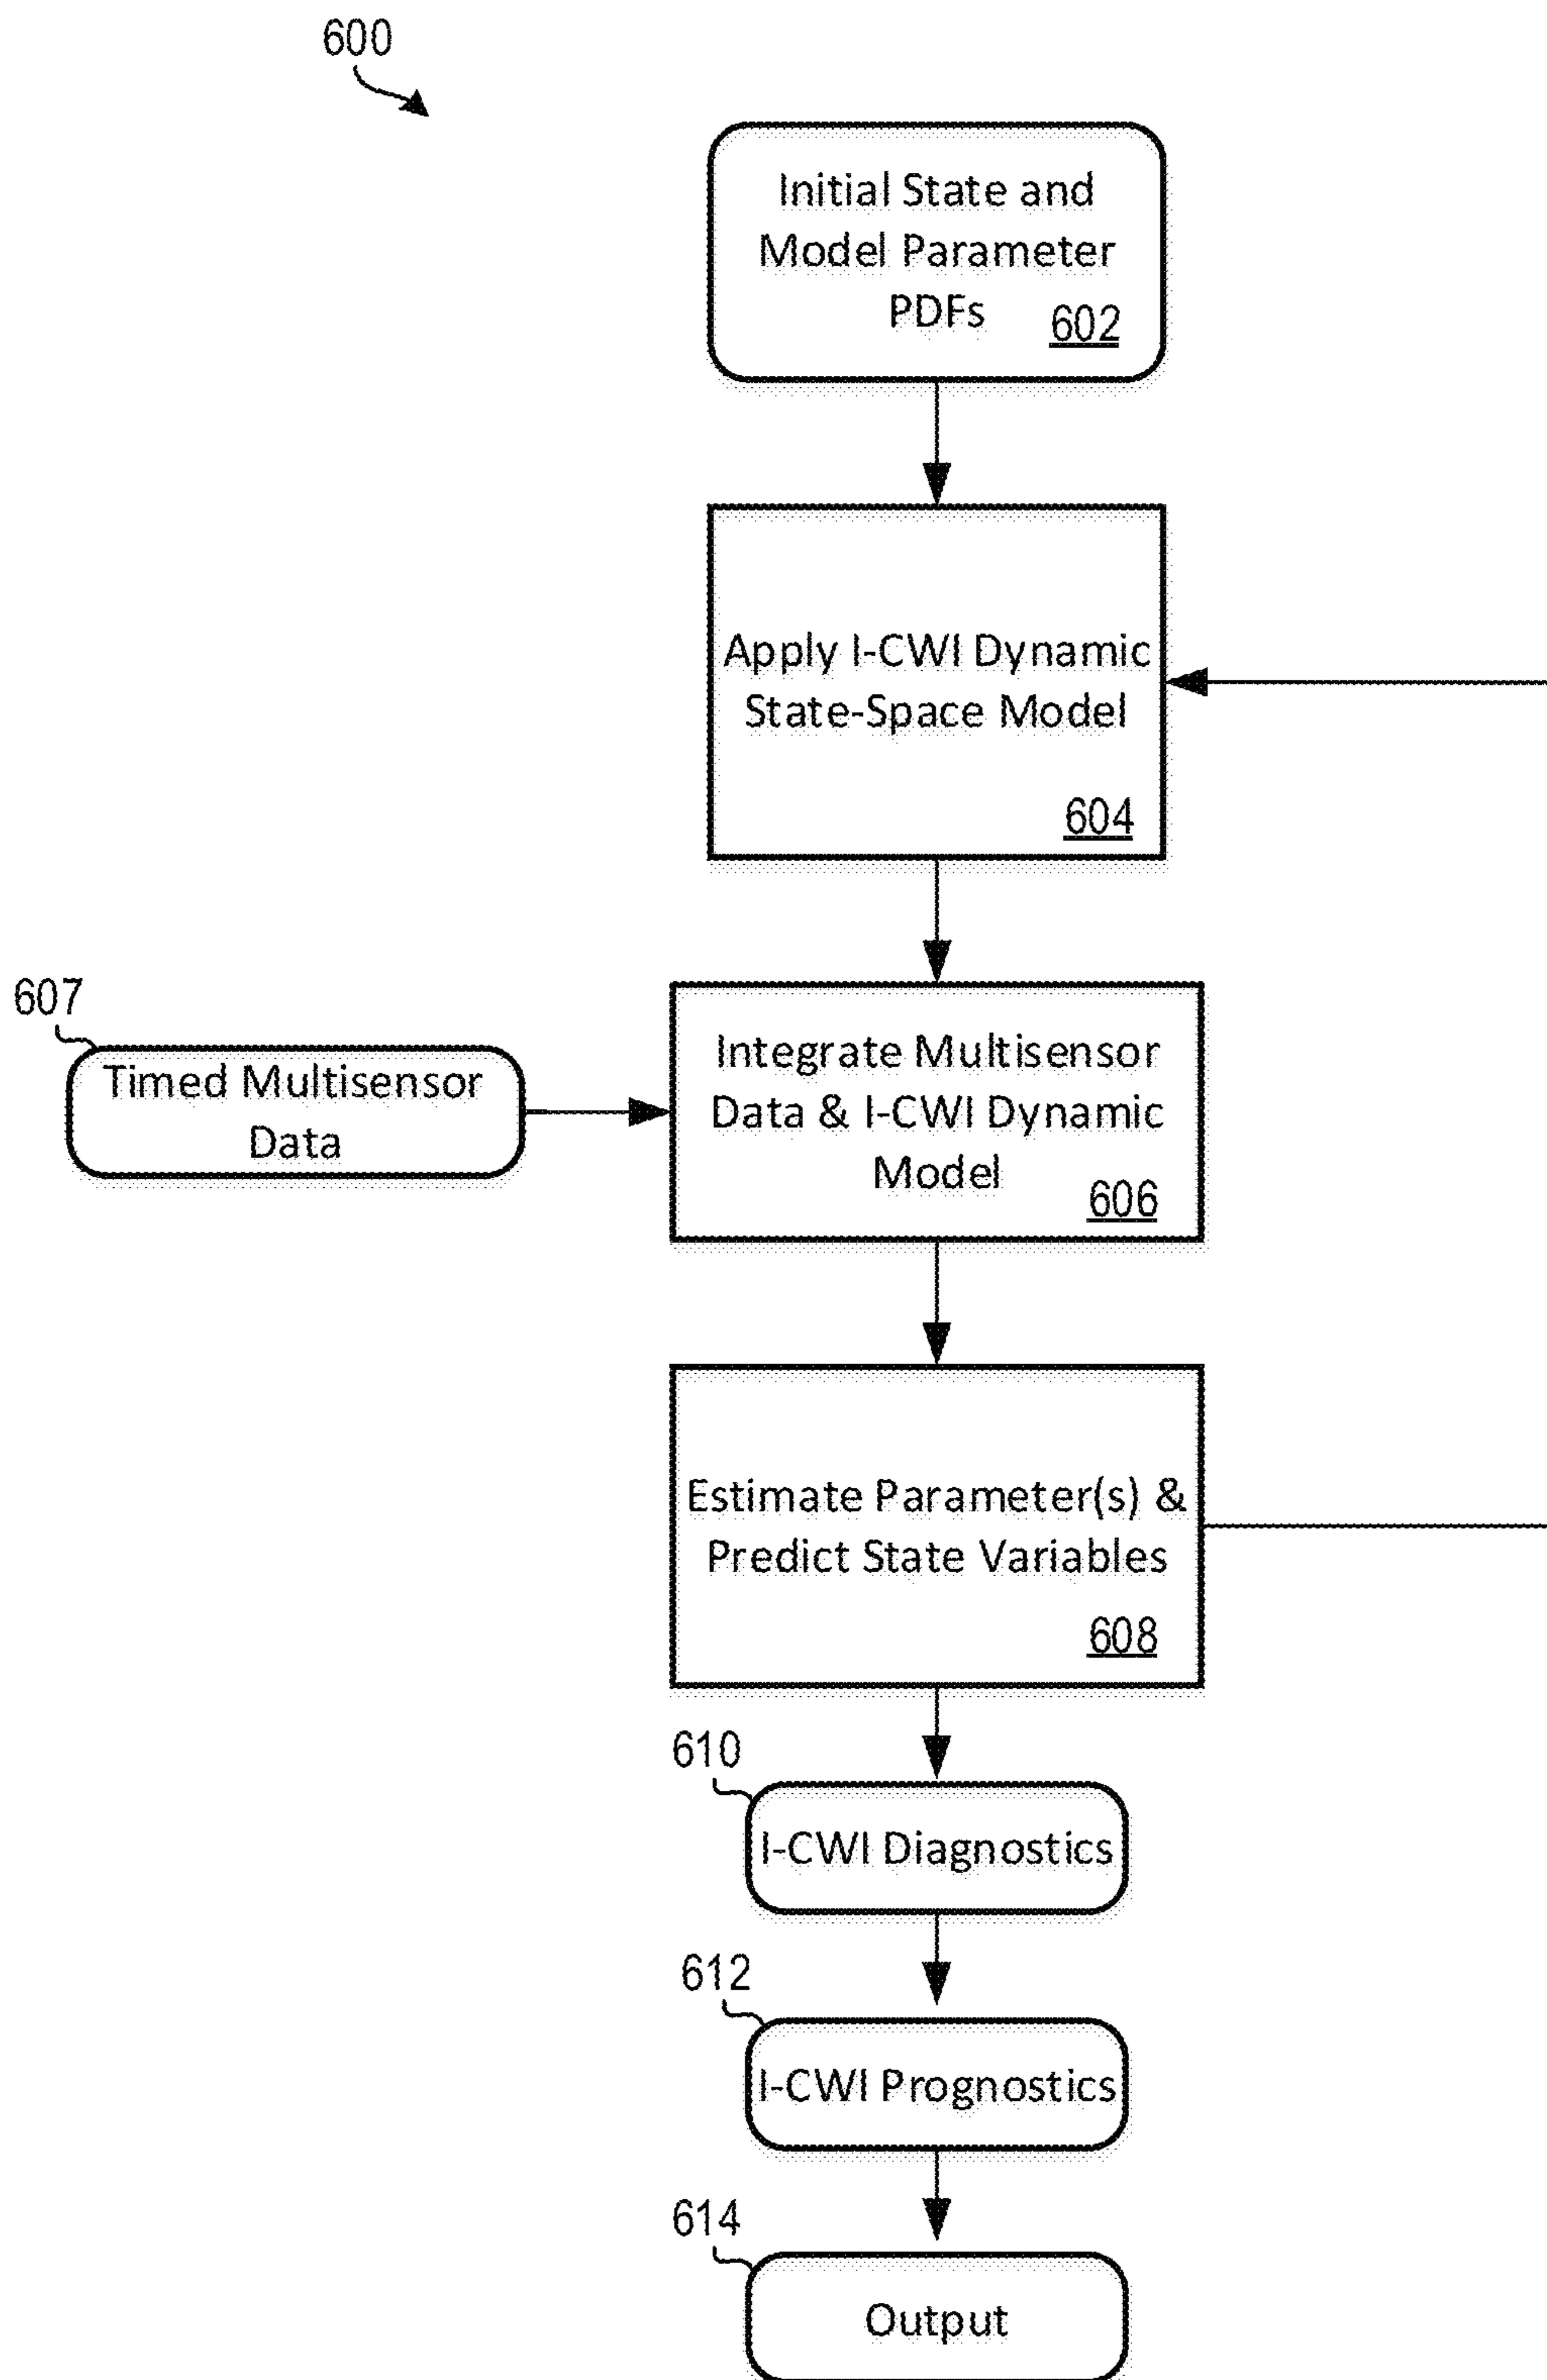 600
Initial State and
Model Parameter
PDFs
602
Apply I-CWI Dynamic
State-Space Model
604
607
Timed Multisensor
Data
Integrate Multisensor
Data & I-CWI Dynamic
Model
606
Estimate Parameter(s) &
Predict State Variables
608
610
I-CWI Diagnostics
612
I-CWI Prognostics
614
Output